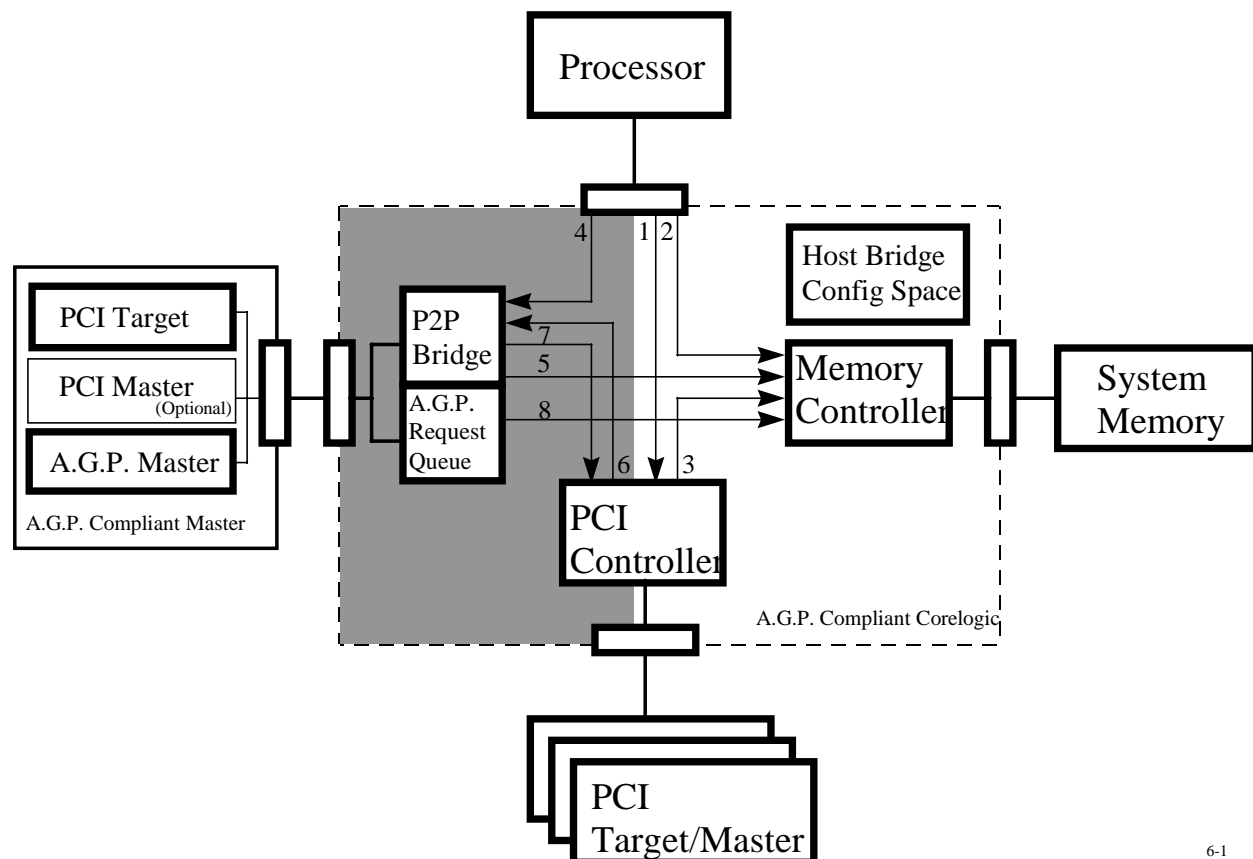 Processor
4
1
2
Host Bridge
Config Space
PCI Target
PCI Master
(Optional)
A.G.P. Master
A.G.P. Compliant Master
P2P
Bridge
A.G.P.
Request
Queue
7
5
8
6
3
Memory
Controller
System
Memory
PCI
Controller
A.G.P. Compliant Corelogic
PCI
Target/Master
6-1